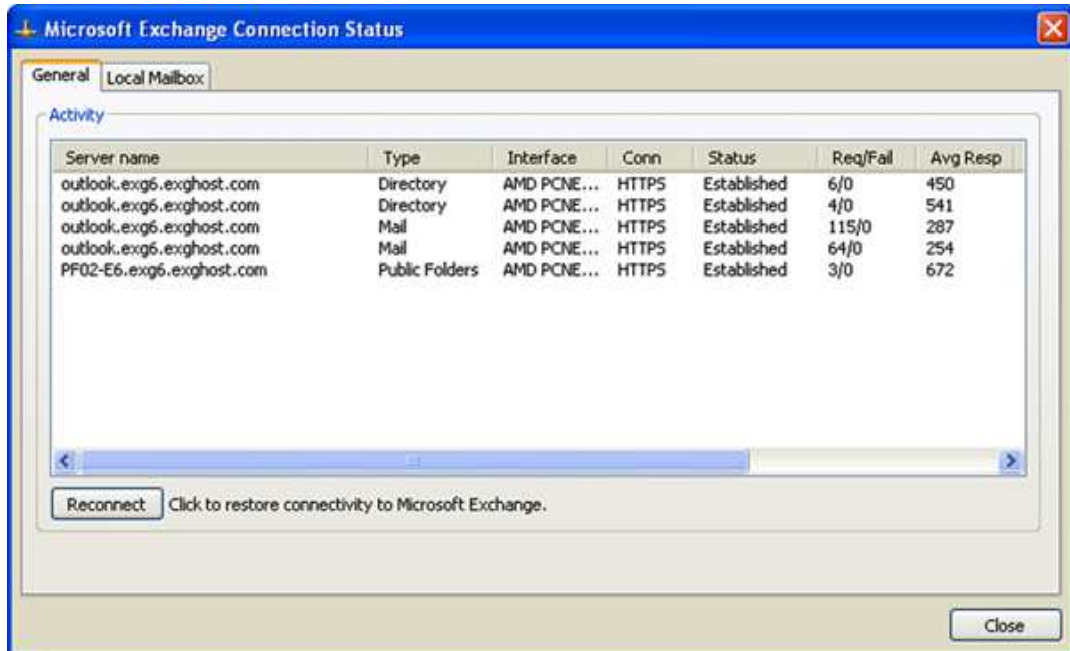 Microsoft Exchange Connection Status
General Local Mailbox
Activity
Server name Type Interface Conn Status Req/Fail Avg Resp
outlook.exg6.exghost.com Directory AMD PCNE... HTTPS Established 6/0 450
outlook.exg6.exghost.com Directory AMD PCNE... HTTPS Established 4/0 541
outlook.exg6.exghost.com Mail AMD PCNE... HTTPS Established 115/0 287
outlook.exg6.exghost.com Mail AMD PCNE... HTTPS Established 64/0 254
PF02-E6.exg6.exghost.com Public Folders AMD PCNE... HTTPS Established 3/0 672
Reconnect Click to restore connectivity to Microsoft Exchange.
Close